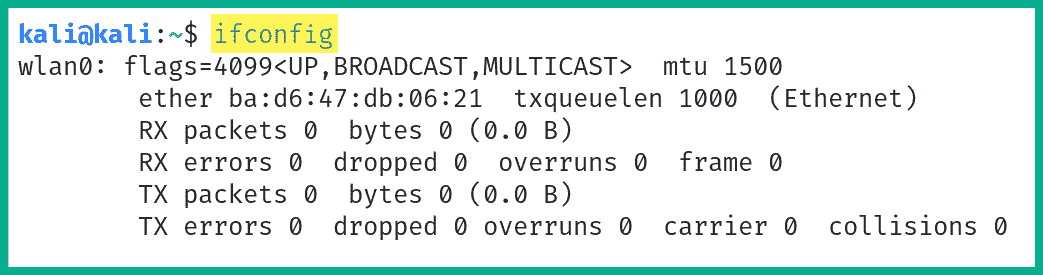 kali@kali:~$ ifconfig
wlan0: flags=4099<UP,BROADCAST,MULTICAST>  mtu 1500
        ether ba:d6:47:db:06:21  txqueuelen 1000  (Ethernet)
        RX packets 0  bytes 0 (0.0 B)
        RX errors 0  dropped 0  overruns 0  frame 0
        TX packets 0  bytes 0 (0.0 B)
        TX errors 0  dropped 0 overruns 0  carrier 0  collisions 0